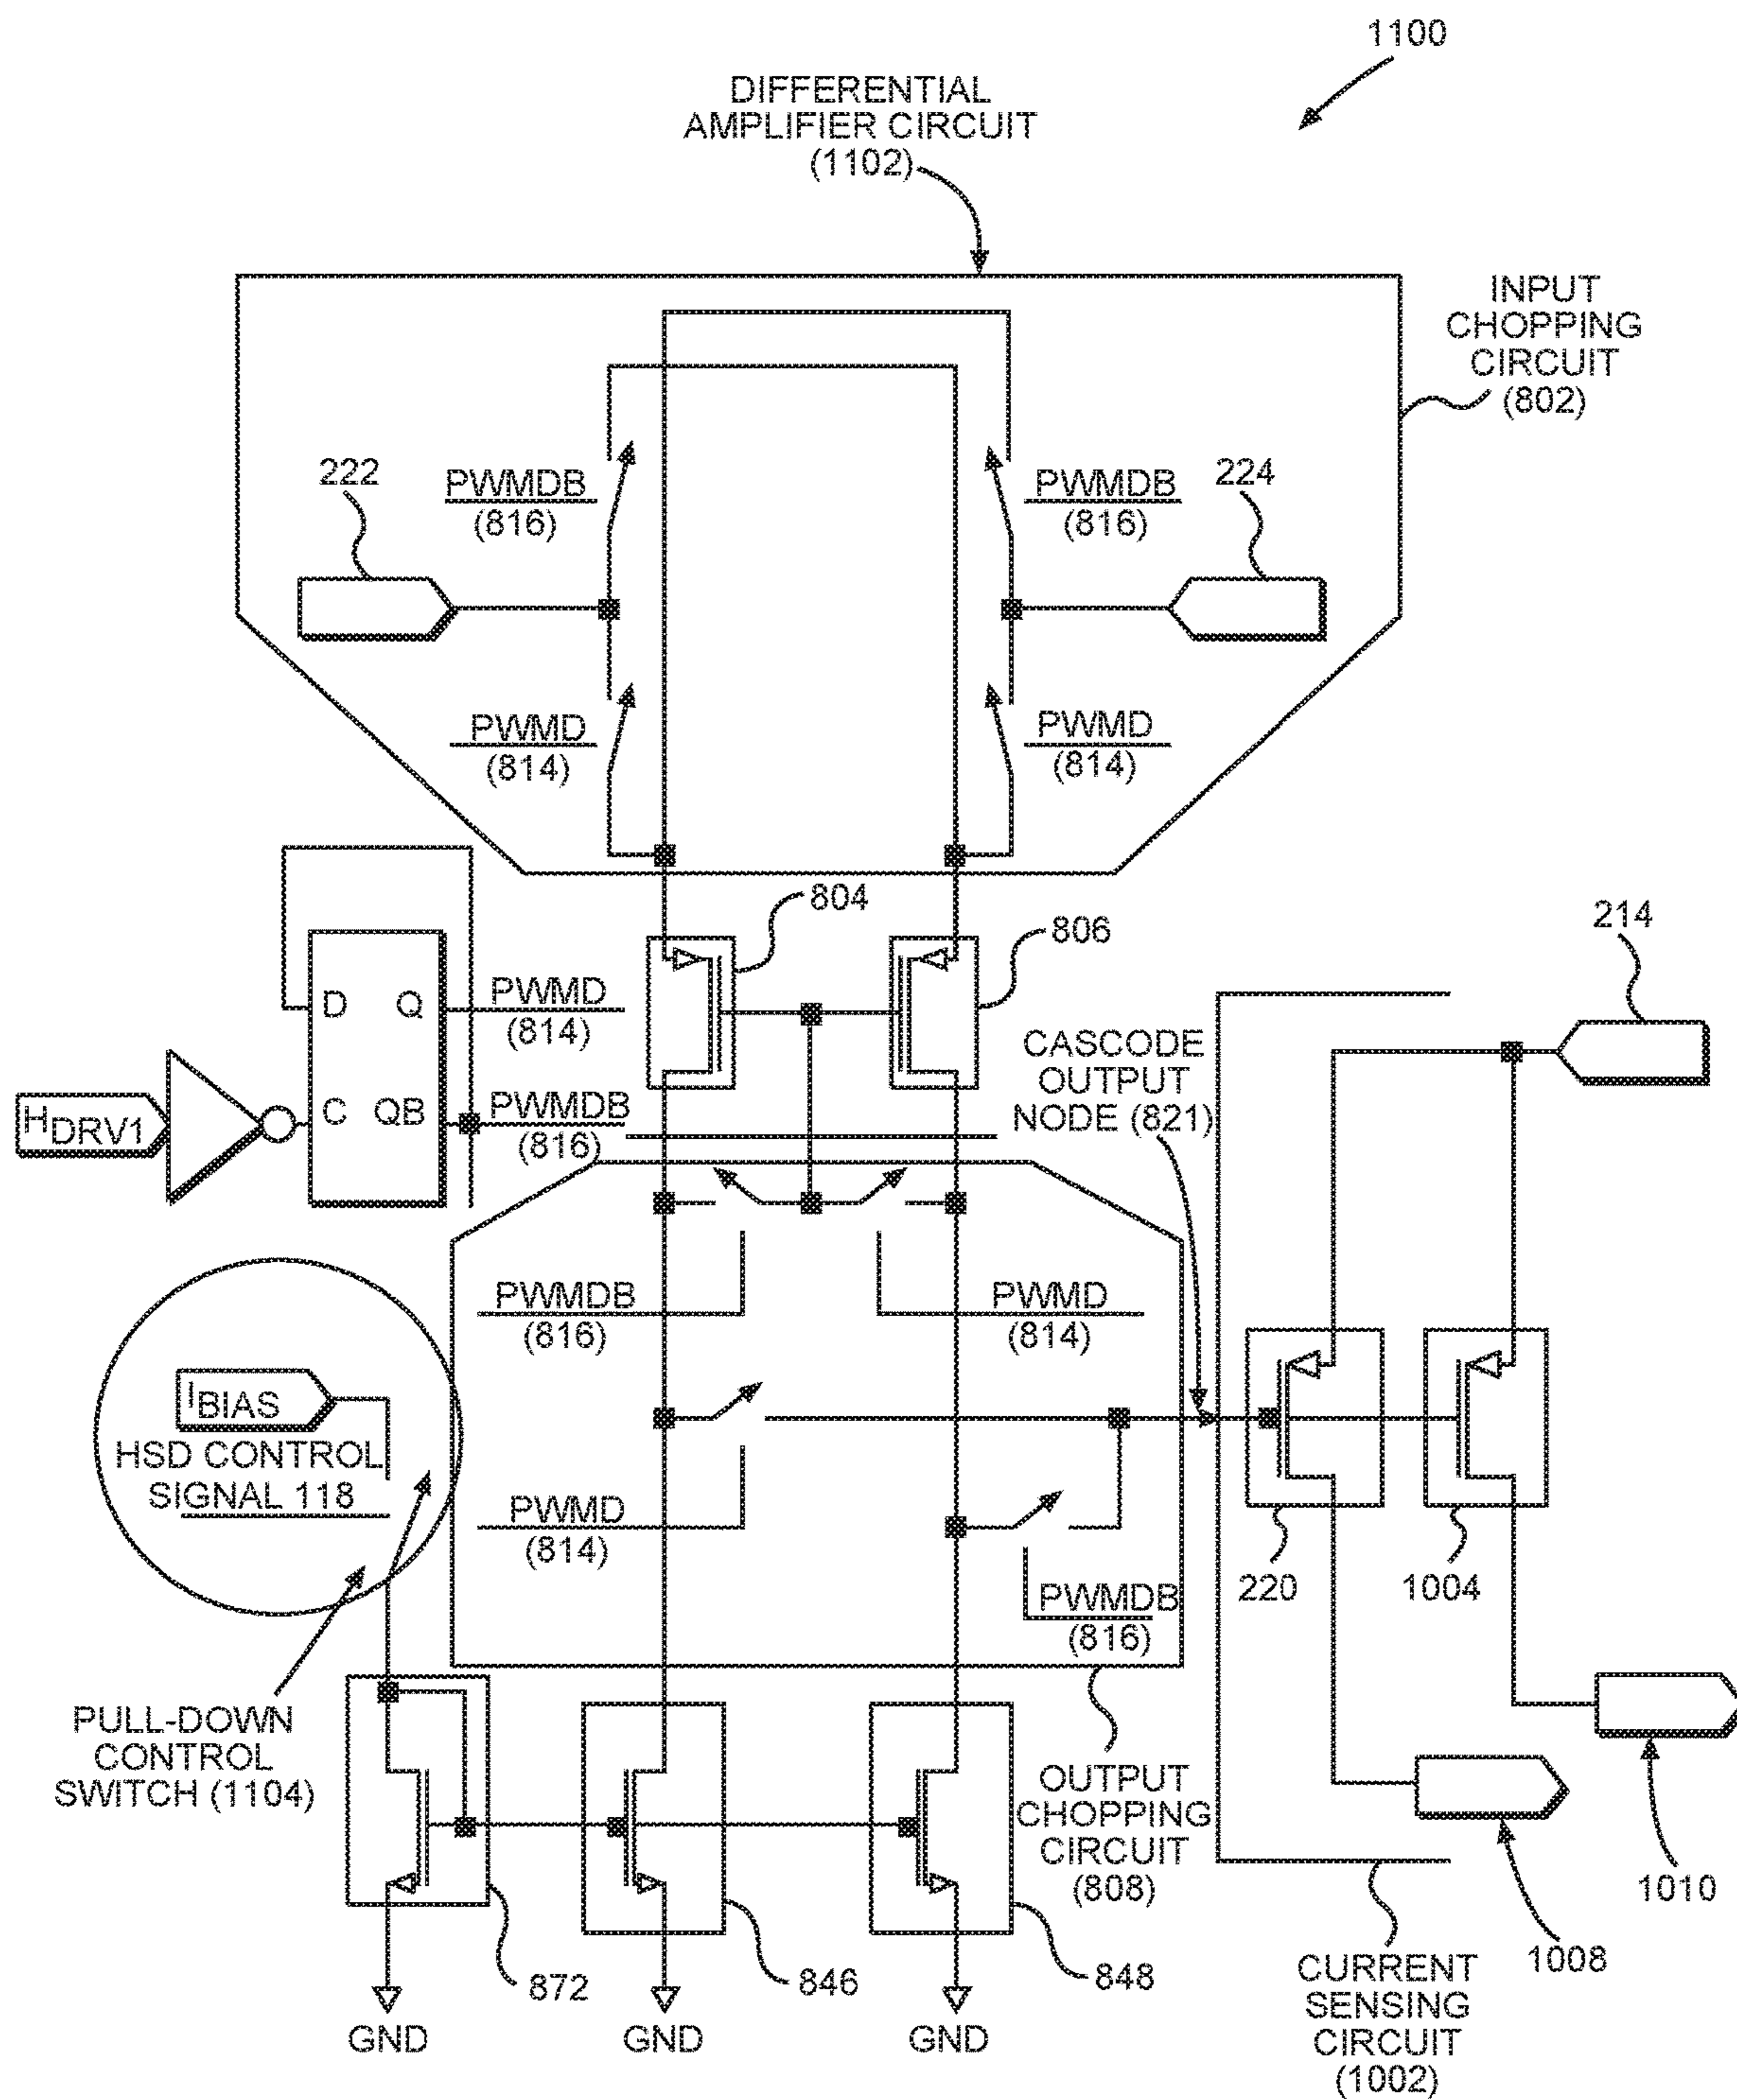 1100
DIFFERENTIAL
AMPLIFIER CIRCUIT
(1102)
INPUT
CHOPPING
CIRCUIT
(802)
222
PWMDB
(816)
PWMDB
(816)
224
PWMD
(814)
PWMD
(814)
804
806
214
D
Q
PWMD
(814)
CASCODE
OUTPUT
NODE (821)
HDRV1
C
QB
PWMDB
(816)
PWMDB
(816)
PWMD
(814)
IBIAS
HSD CONTROL
SIGNAL 118
PWMD
(814)
PWMDB
(816)
220
1004
PULL-DOWN
CONTROL
SWITCH (1104)
OUTPUT
CHOPPING
CIRCUIT
(808)
1010
1008
872
846
848
CURRENT
SENSING
CIRCUIT
(1002)
GND
GND
GND